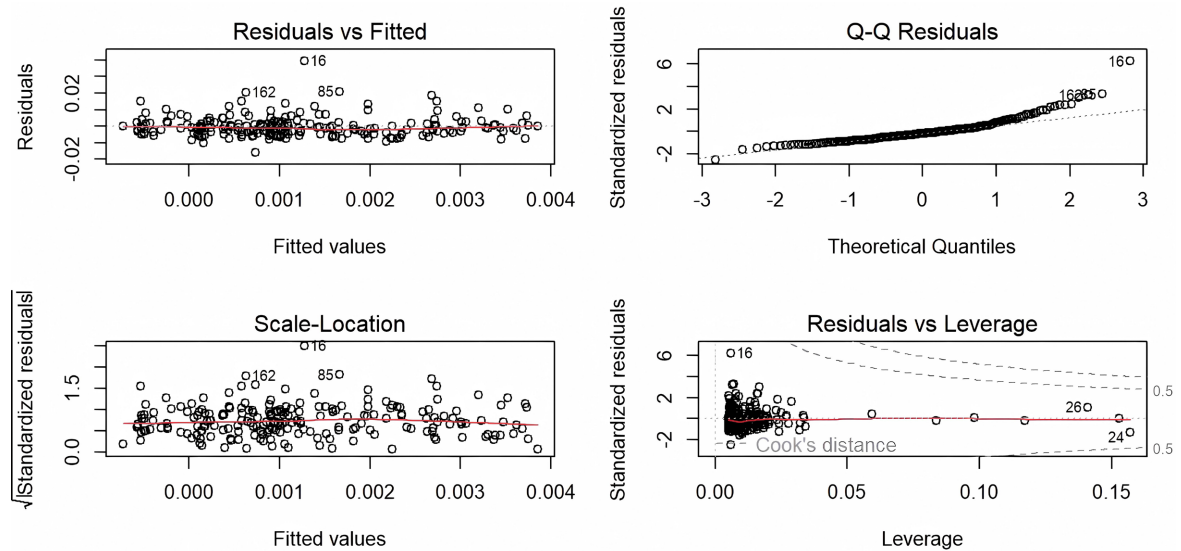 Residuals vs Fitted
Residuals
0.02
-0.02
16
162
85
0.000 0.001 0.002 0.003 0.004
Fitted values
Q-Q Residuals
Standardized residuals
6
2
-2
16
-3 -2 -1 0 1 2 3
Theoretical Quantiles
Scale-Location
√|Standardized residuals|
1.5
0.0
16
162
85
0.000 0.001 0.002 0.003 0.004
Fitted values
Residuals vs Leverage
Standardized residuals
6
2
-2
16
26
24
0.5
0.5
Cook's distance
0.00 0.05 0.10 0.15
Leverage